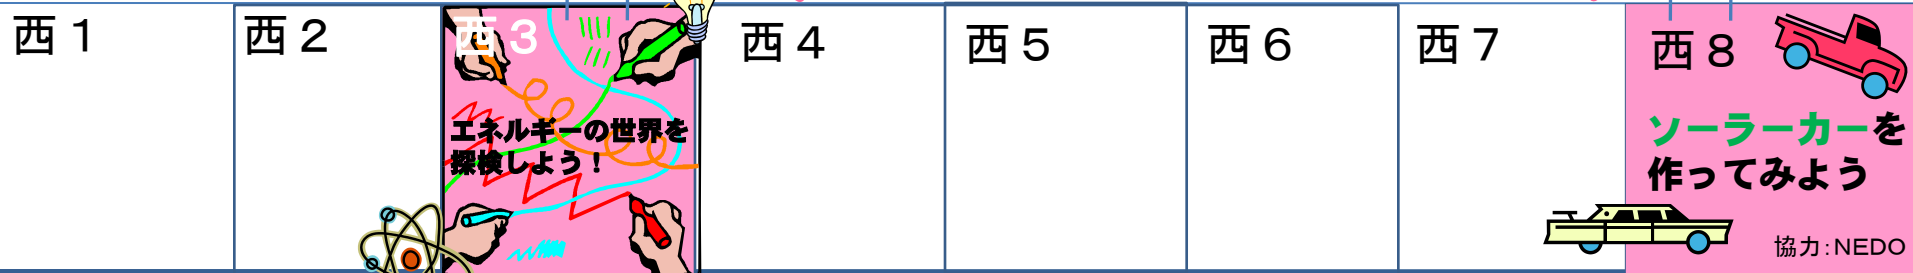 西1
西2
西3
エネルギーの世界を
探検しよう！
西4
西5
西6
西7
西8
ソーラーカーを
作ってみよう
協力：NEDO